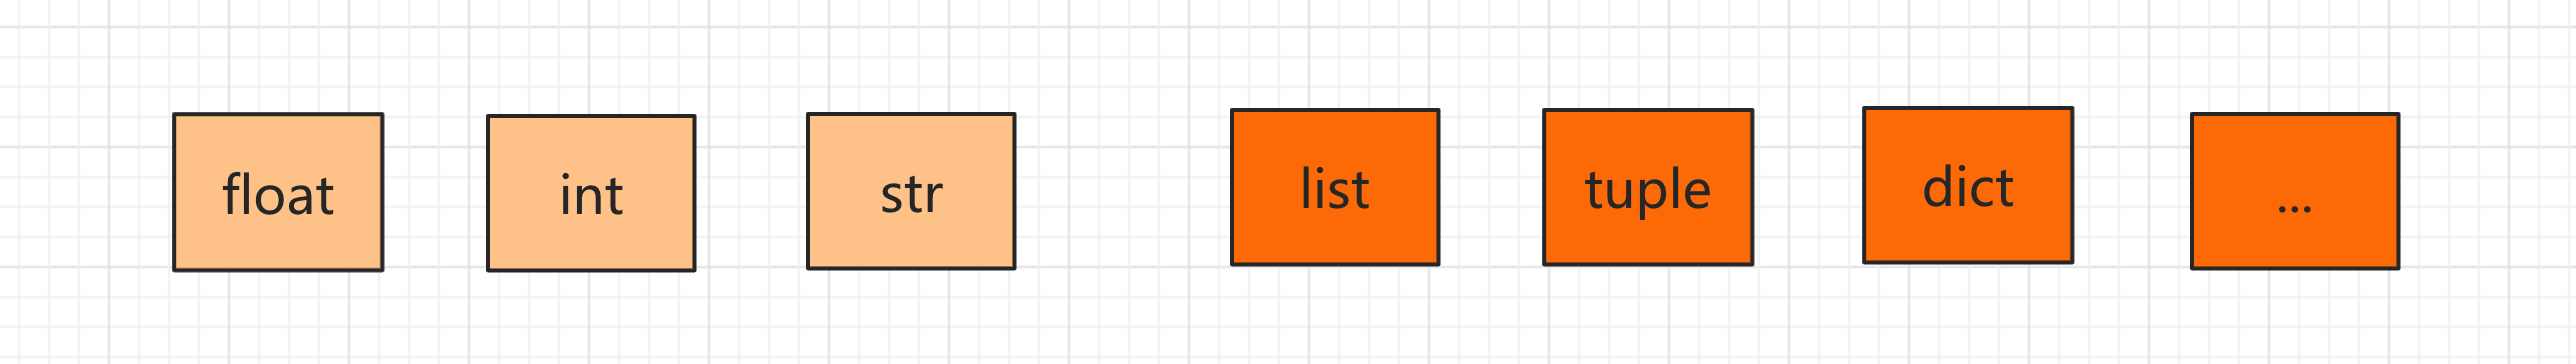 float int str list tuple dict ...